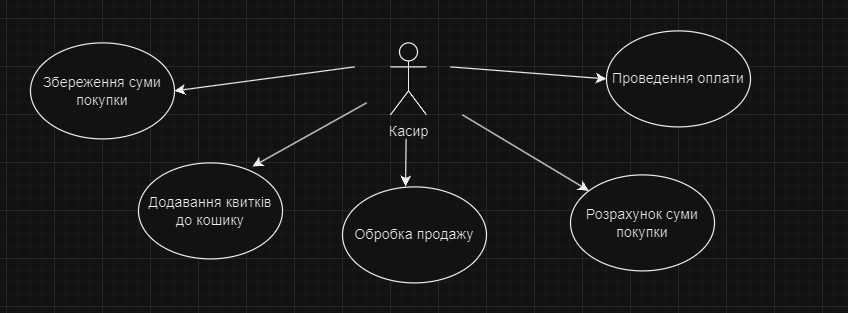 Збереження суми
покупки
Проведення оплати
Касир
Додавання квитків
до кошику
Обробка продажу
Розрахунок суми
покупки